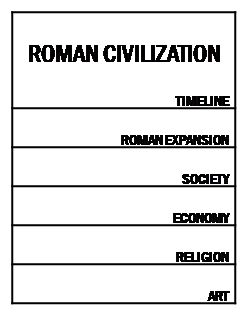 ROMAN CIVILIZATION
TIMELINE
ROMAN EXPANSION
SOCIETY
ECONOMY
RELIGION
ART